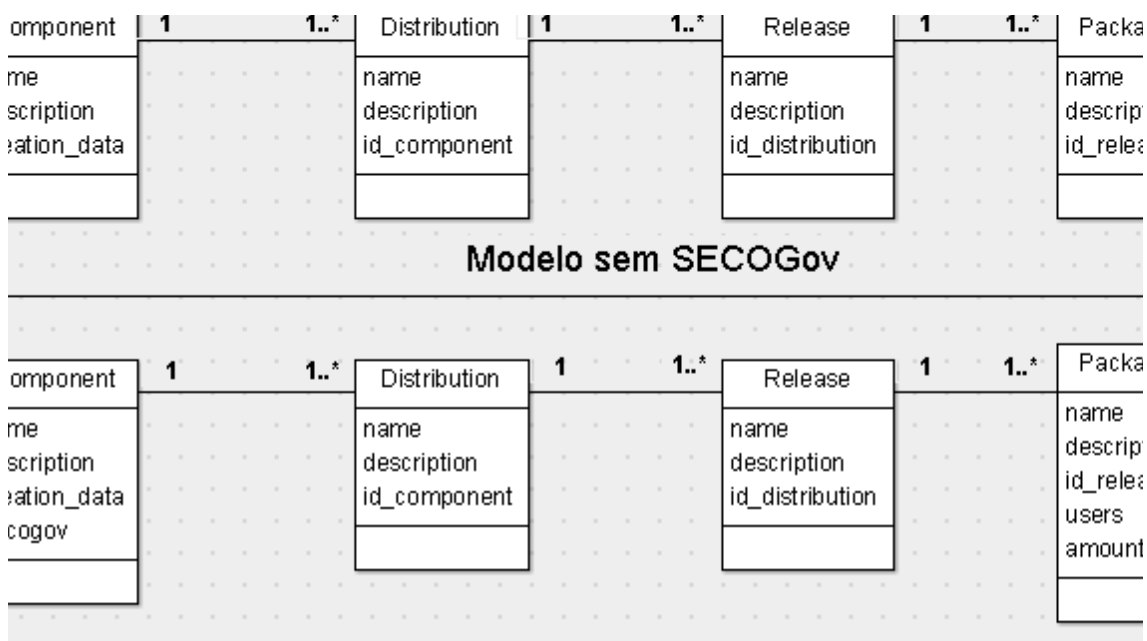 omponent 1 1..* Distribution 1 1..* Release 1 1..* Packa
me name name name
scription description description descrip
eation_data id_component id_distribution id_relea
Modelo sem SECOGov
omponent 1 1..* Distribution 1 1..* Release 1 1..* Packa
me name name name
scription description description descrip
eation_data id_component id_distribution id_relea
cogov users
amount